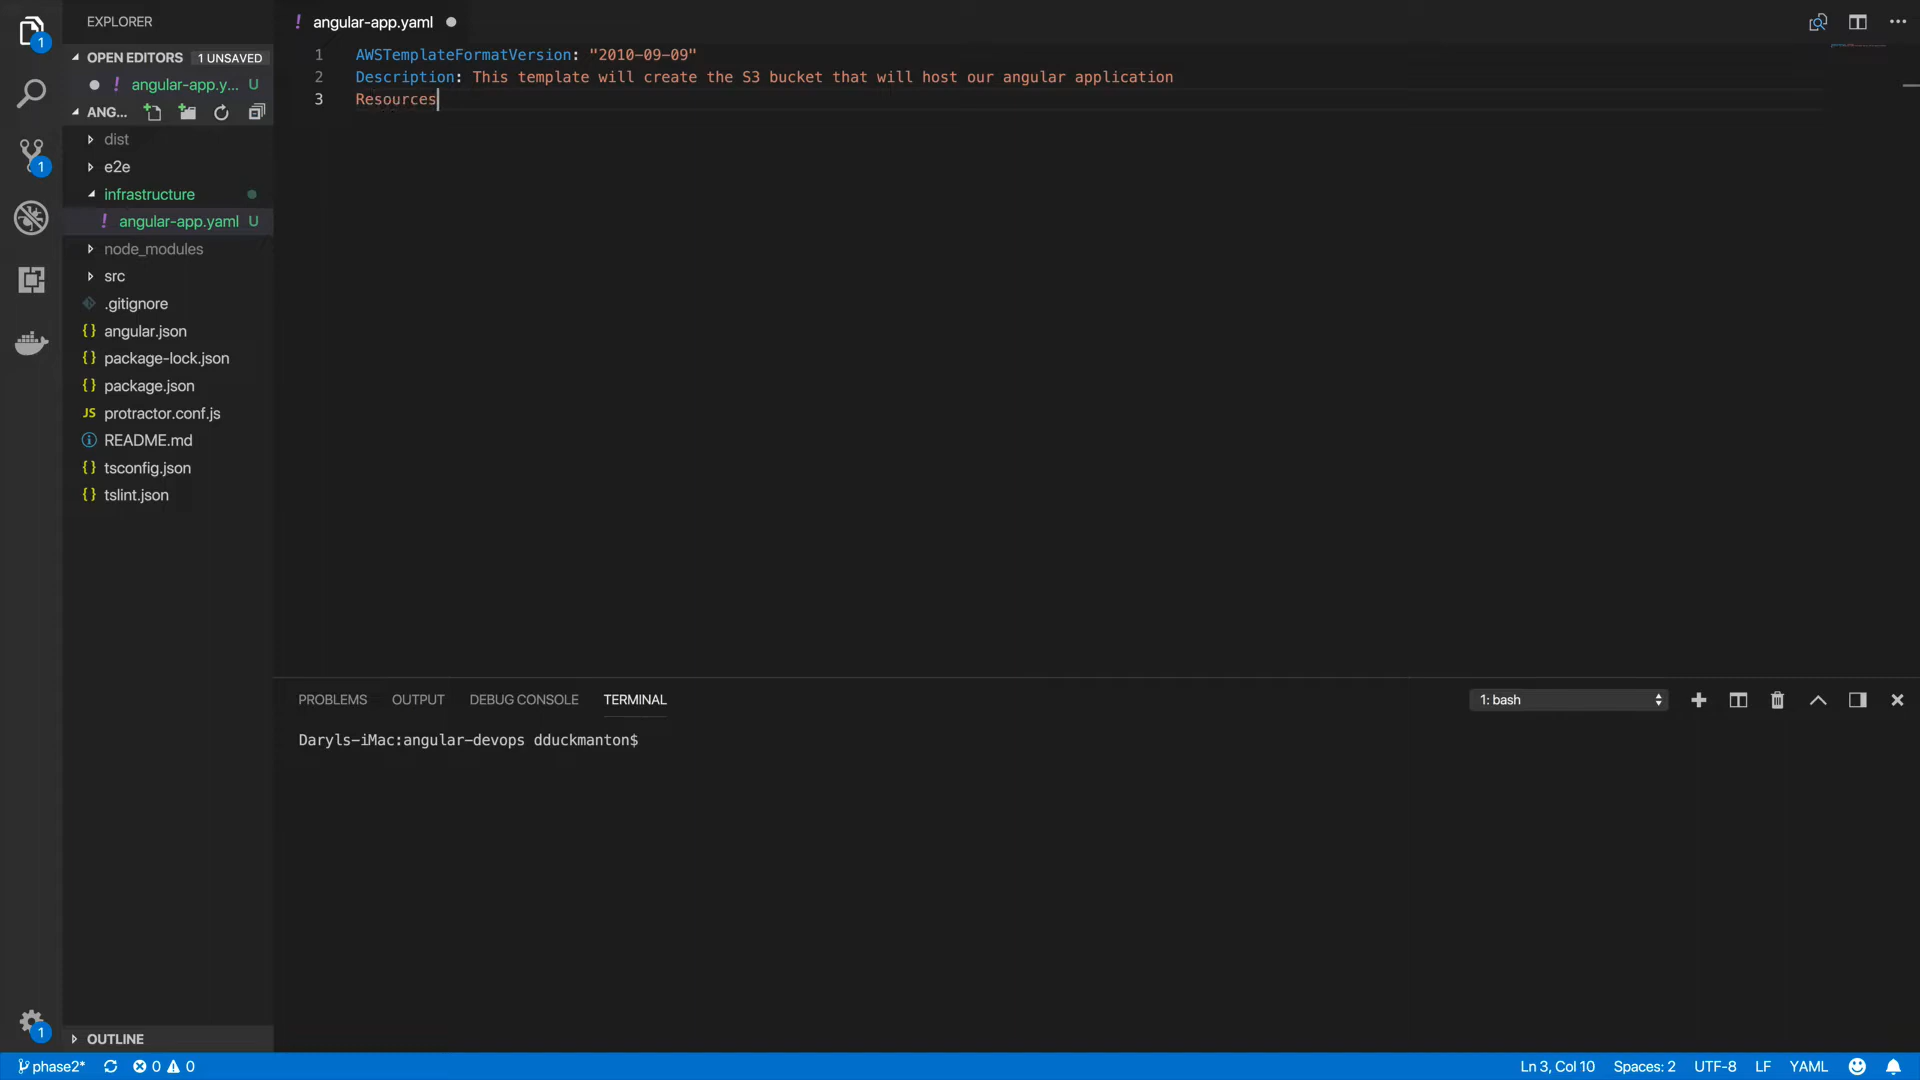 EXPLORER
OPEN EDITORS 1 UNSAVED
! angular-app.y... U
ANG...
dist
e2e
infrastructure
! angular-app.yaml U
node_modules
src
.gitignore
{} angular.json
{} package-lock.json
{} package.json
JS protractor.conf.js
README.md
{} tsconfig.json
{} tslint.json
OUTLINE
1
1
1
! angular-app.yaml
1 AWSTemplateFormatVersion: "2010-09-09"
2 Description: This template will create the S3 bucket that will host our angular application
3 Resources
PROBLEMS OUTPUT DEBUG CONSOLE TERMINAL 1: bash
Daryls-iMac:angular-devops dduckmanton$
phase2* 0 0 Ln 3, Col 10 Spaces: 2 UTF-8 LF YAML